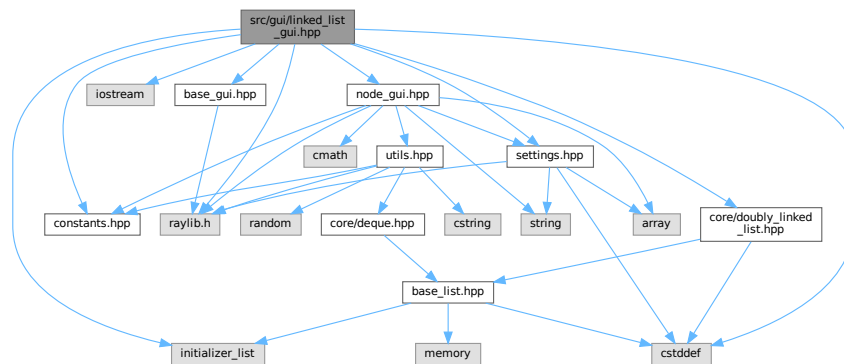 src/gui/linked_list
_gui.hpp
iostream
base_gui.hpp
node_gui.hpp
cmath
utils.hpp
settings.hpp
constants.hpp
raylib.h
random
core/deque.hpp
cstring
string
array
core/doubly_linked
_list.hpp
base_list.hpp
initializer_list
memory
cstddef